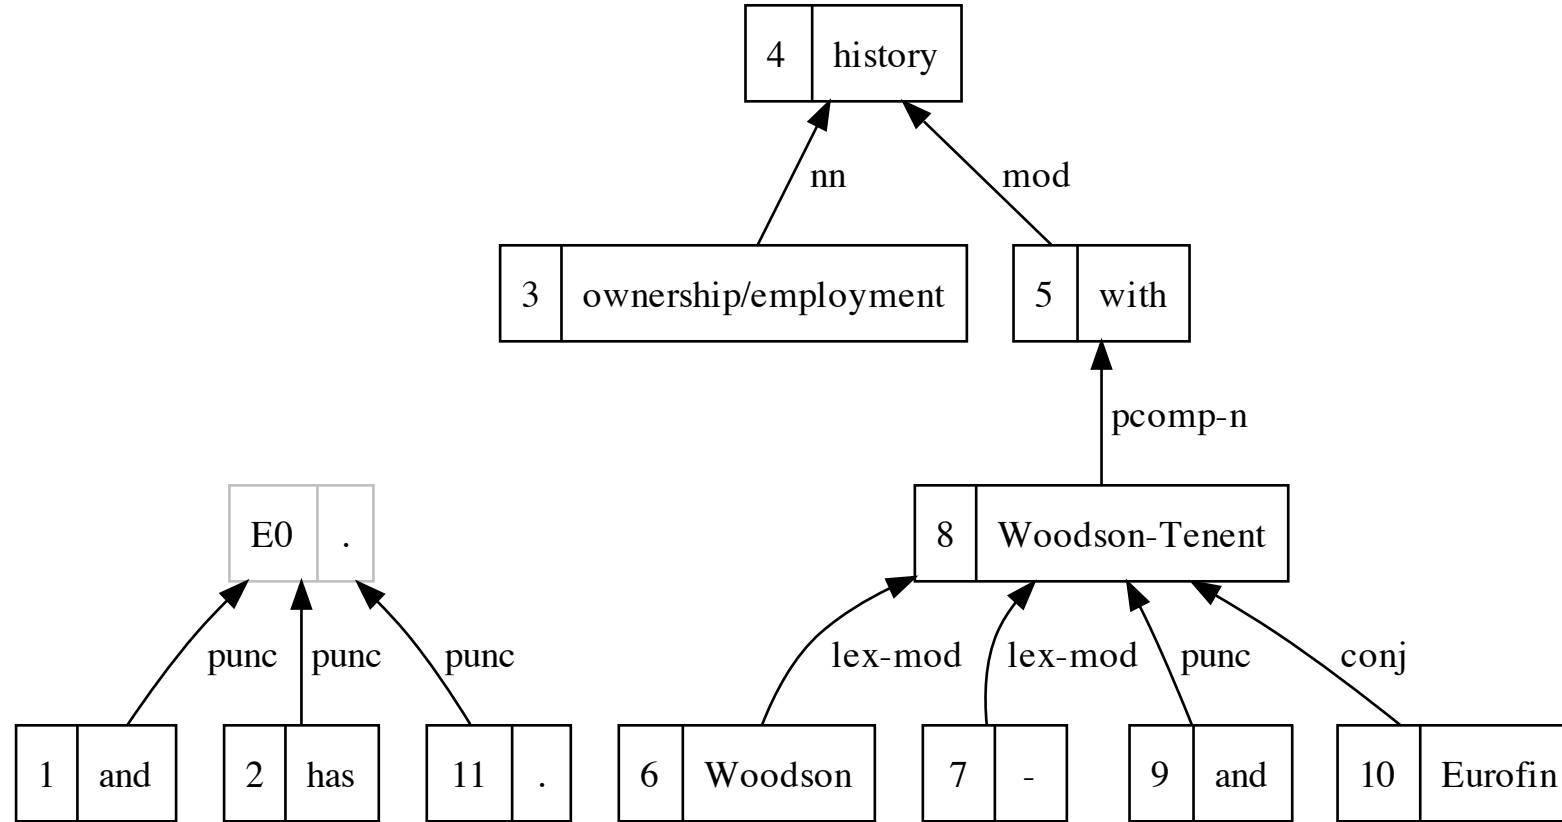 4 history
nn mod
3 ownership/employment 5 with
pcomp-n
E0 . 8 Woodson-Tenent
punc punc punc lex-mod lex-mod punc conj
1 and 2 has 11 . 6 Woodson 7 - 9 and 10 Eurofin